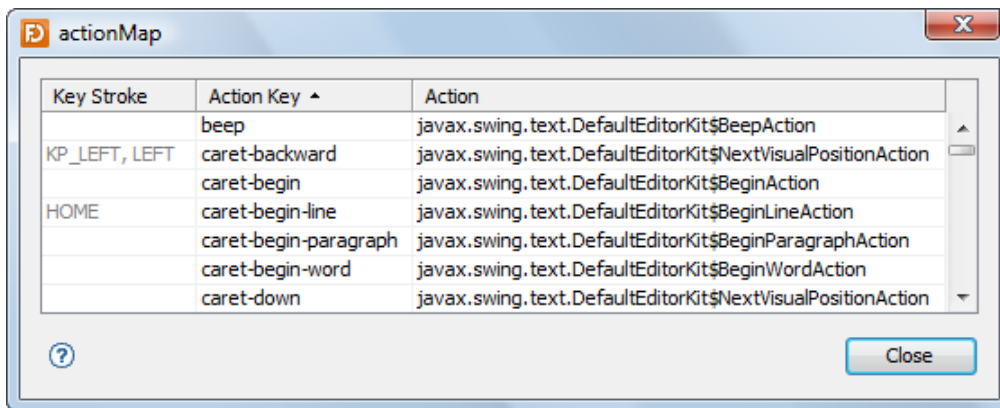 actionMap
Key Stroke Action Key Action
beep javax.swing.text.DefaultEditorKit$BeepAction
KP_LEFT, LEFT caret-backward javax.swing.text.DefaultEditorKit$NextVisualPositionAction
caret-begin javax.swing.text.DefaultEditorKit$BeginAction
HOME caret-begin-line javax.swing.text.DefaultEditorKit$BeginLineAction
caret-begin-paragraph javax.swing.text.DefaultEditorKit$BeginParagraphAction
caret-begin-word javax.swing.text.DefaultEditorKit$BeginWordAction
caret-down javax.swing.text.DefaultEditorKit$NextVisualPositionAction
Close